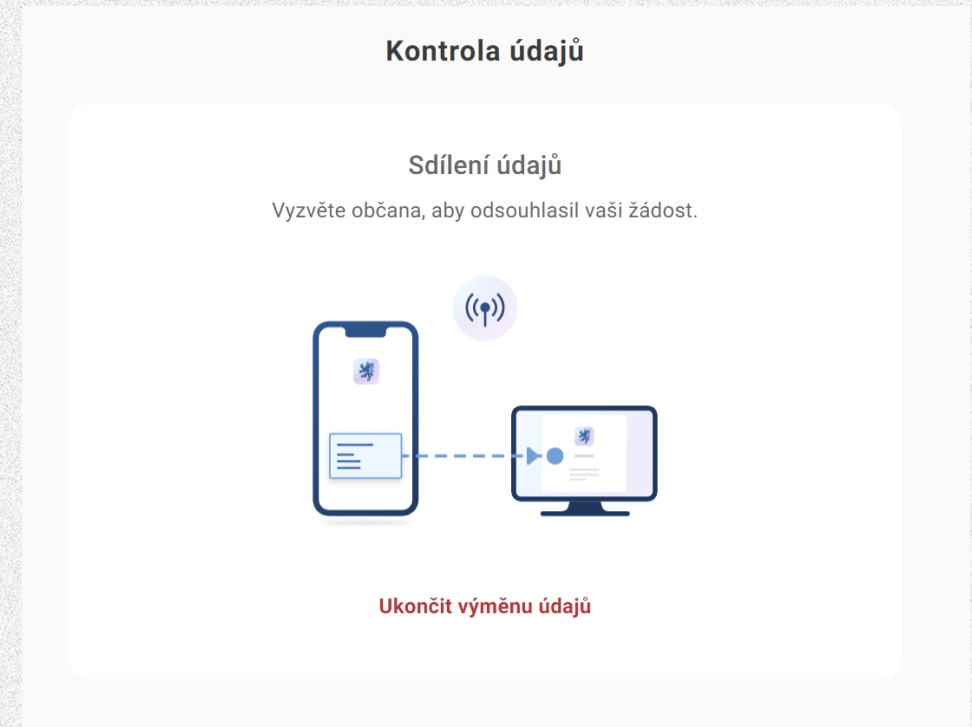 Kontrola údajů
Sdílení údajů
Vyzvěte občana, aby odsouhlasil vaši žádost.
Ukončit výměnu údajů